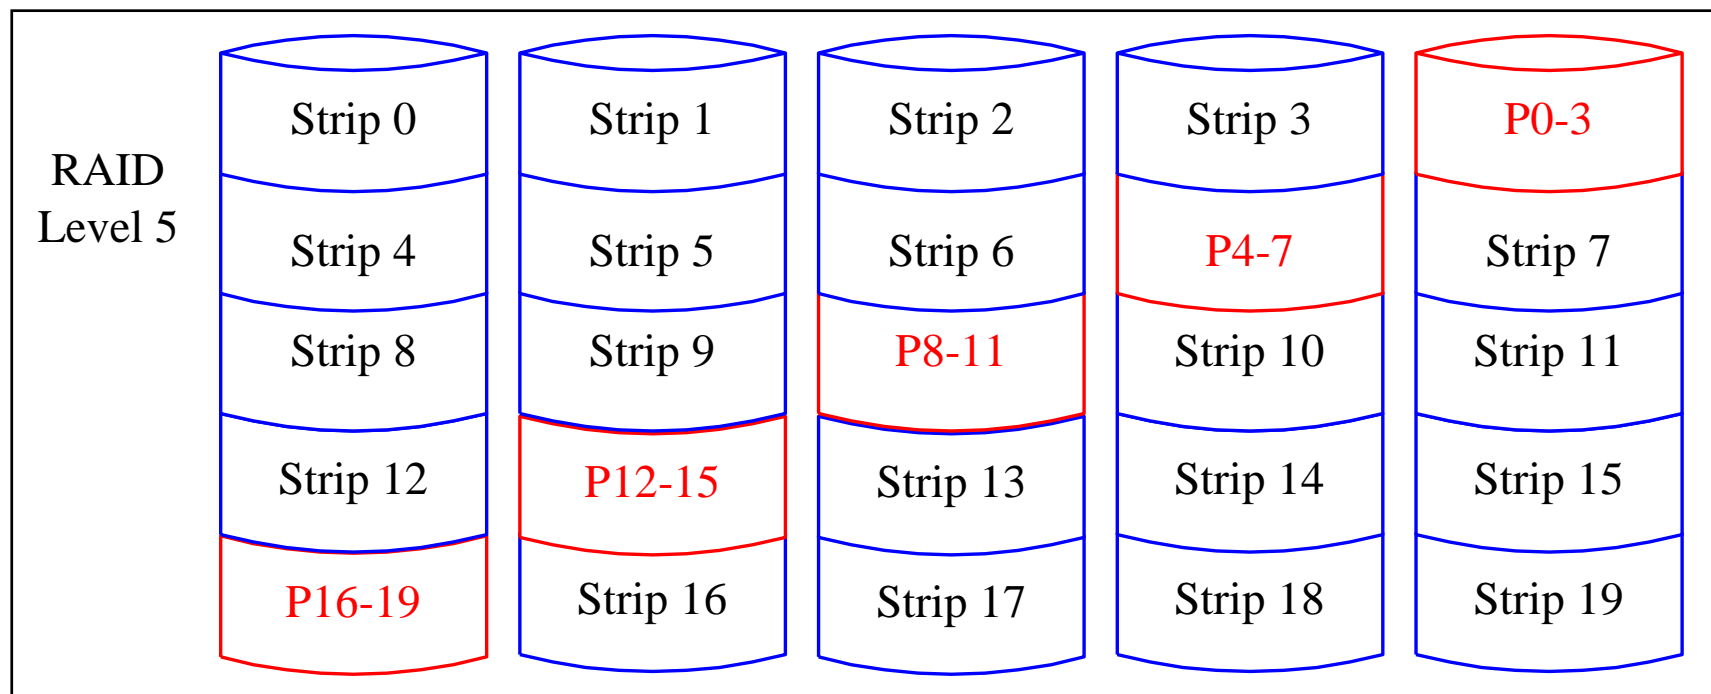 RAID
Level 5
Strip 0
Strip 1
Strip 2
Strip 3
P0-3
Strip 4
Strip 5
Strip 6
P4-7
Strip 7
Strip 8
Strip 9
P8-11
Strip 10
Strip 11
Strip 12
P12-15
Strip 13
Strip 14
Strip 15
P16-19
Strip 16
Strip 17
Strip 18
Strip 19